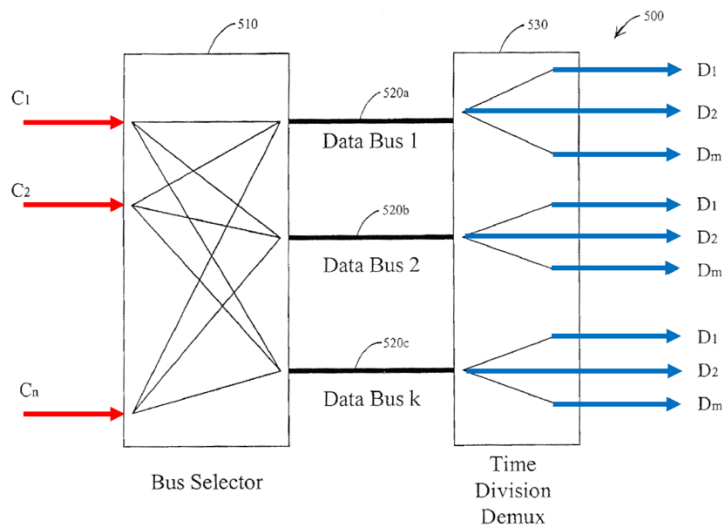 510
530
500
C1
520a
D1
D2
Data Bus 1
Dm
C2
520b
D1
D2
Data Bus 2
Dm
520c
D1
D2
Cn
Data Bus k
Dm
Bus Selector
Time
Division
Demux